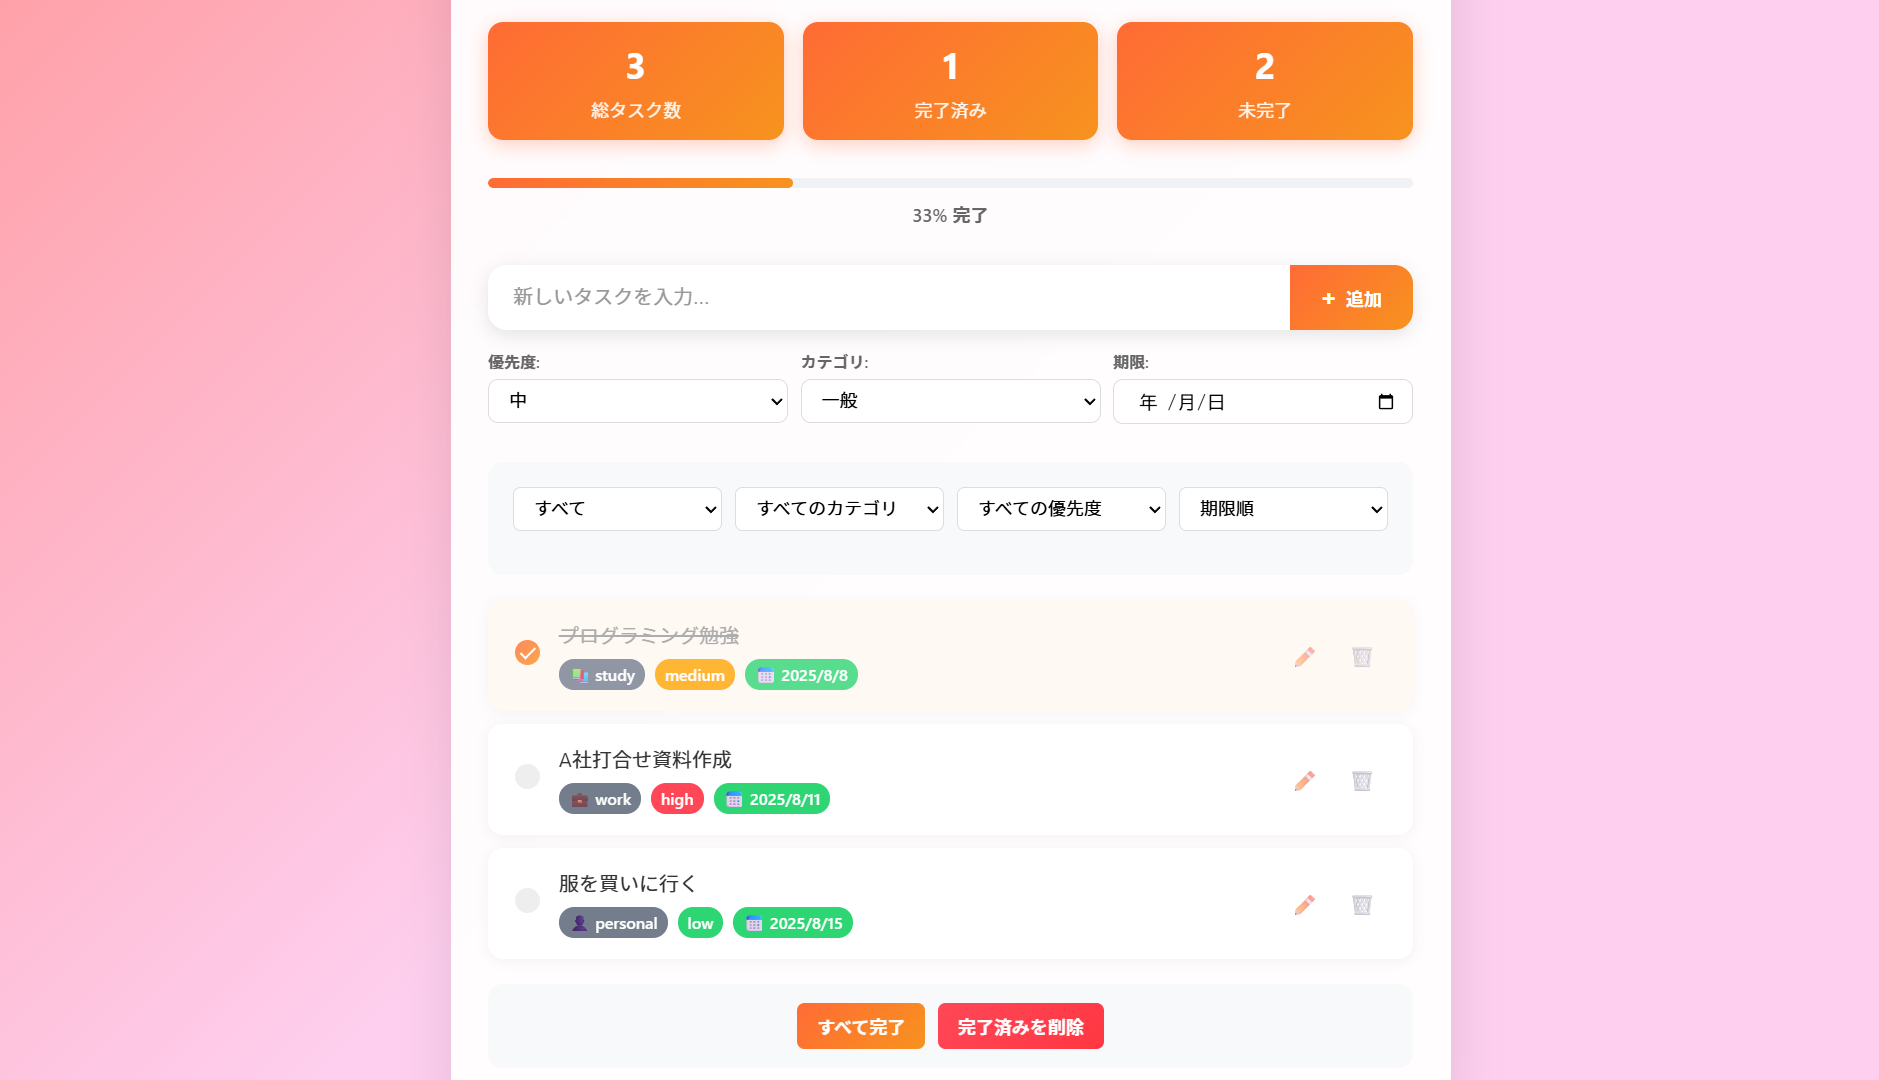 3
総タスク数
1
完了済み
2
未完了
33% 完了
新しいタスクを入力...
+ 追加
優先度:
カテゴリ:
期限:
中
一般
年 /月/日
すべて
すべてのカテゴリ
すべての優先度
期限順
プログラミング勉強
study medium 2025/8/8
A社打合せ資料作成
work high 2025/8/11
服を買いに行く
personal low 2025/8/15
すべて完了
完了済みを削除